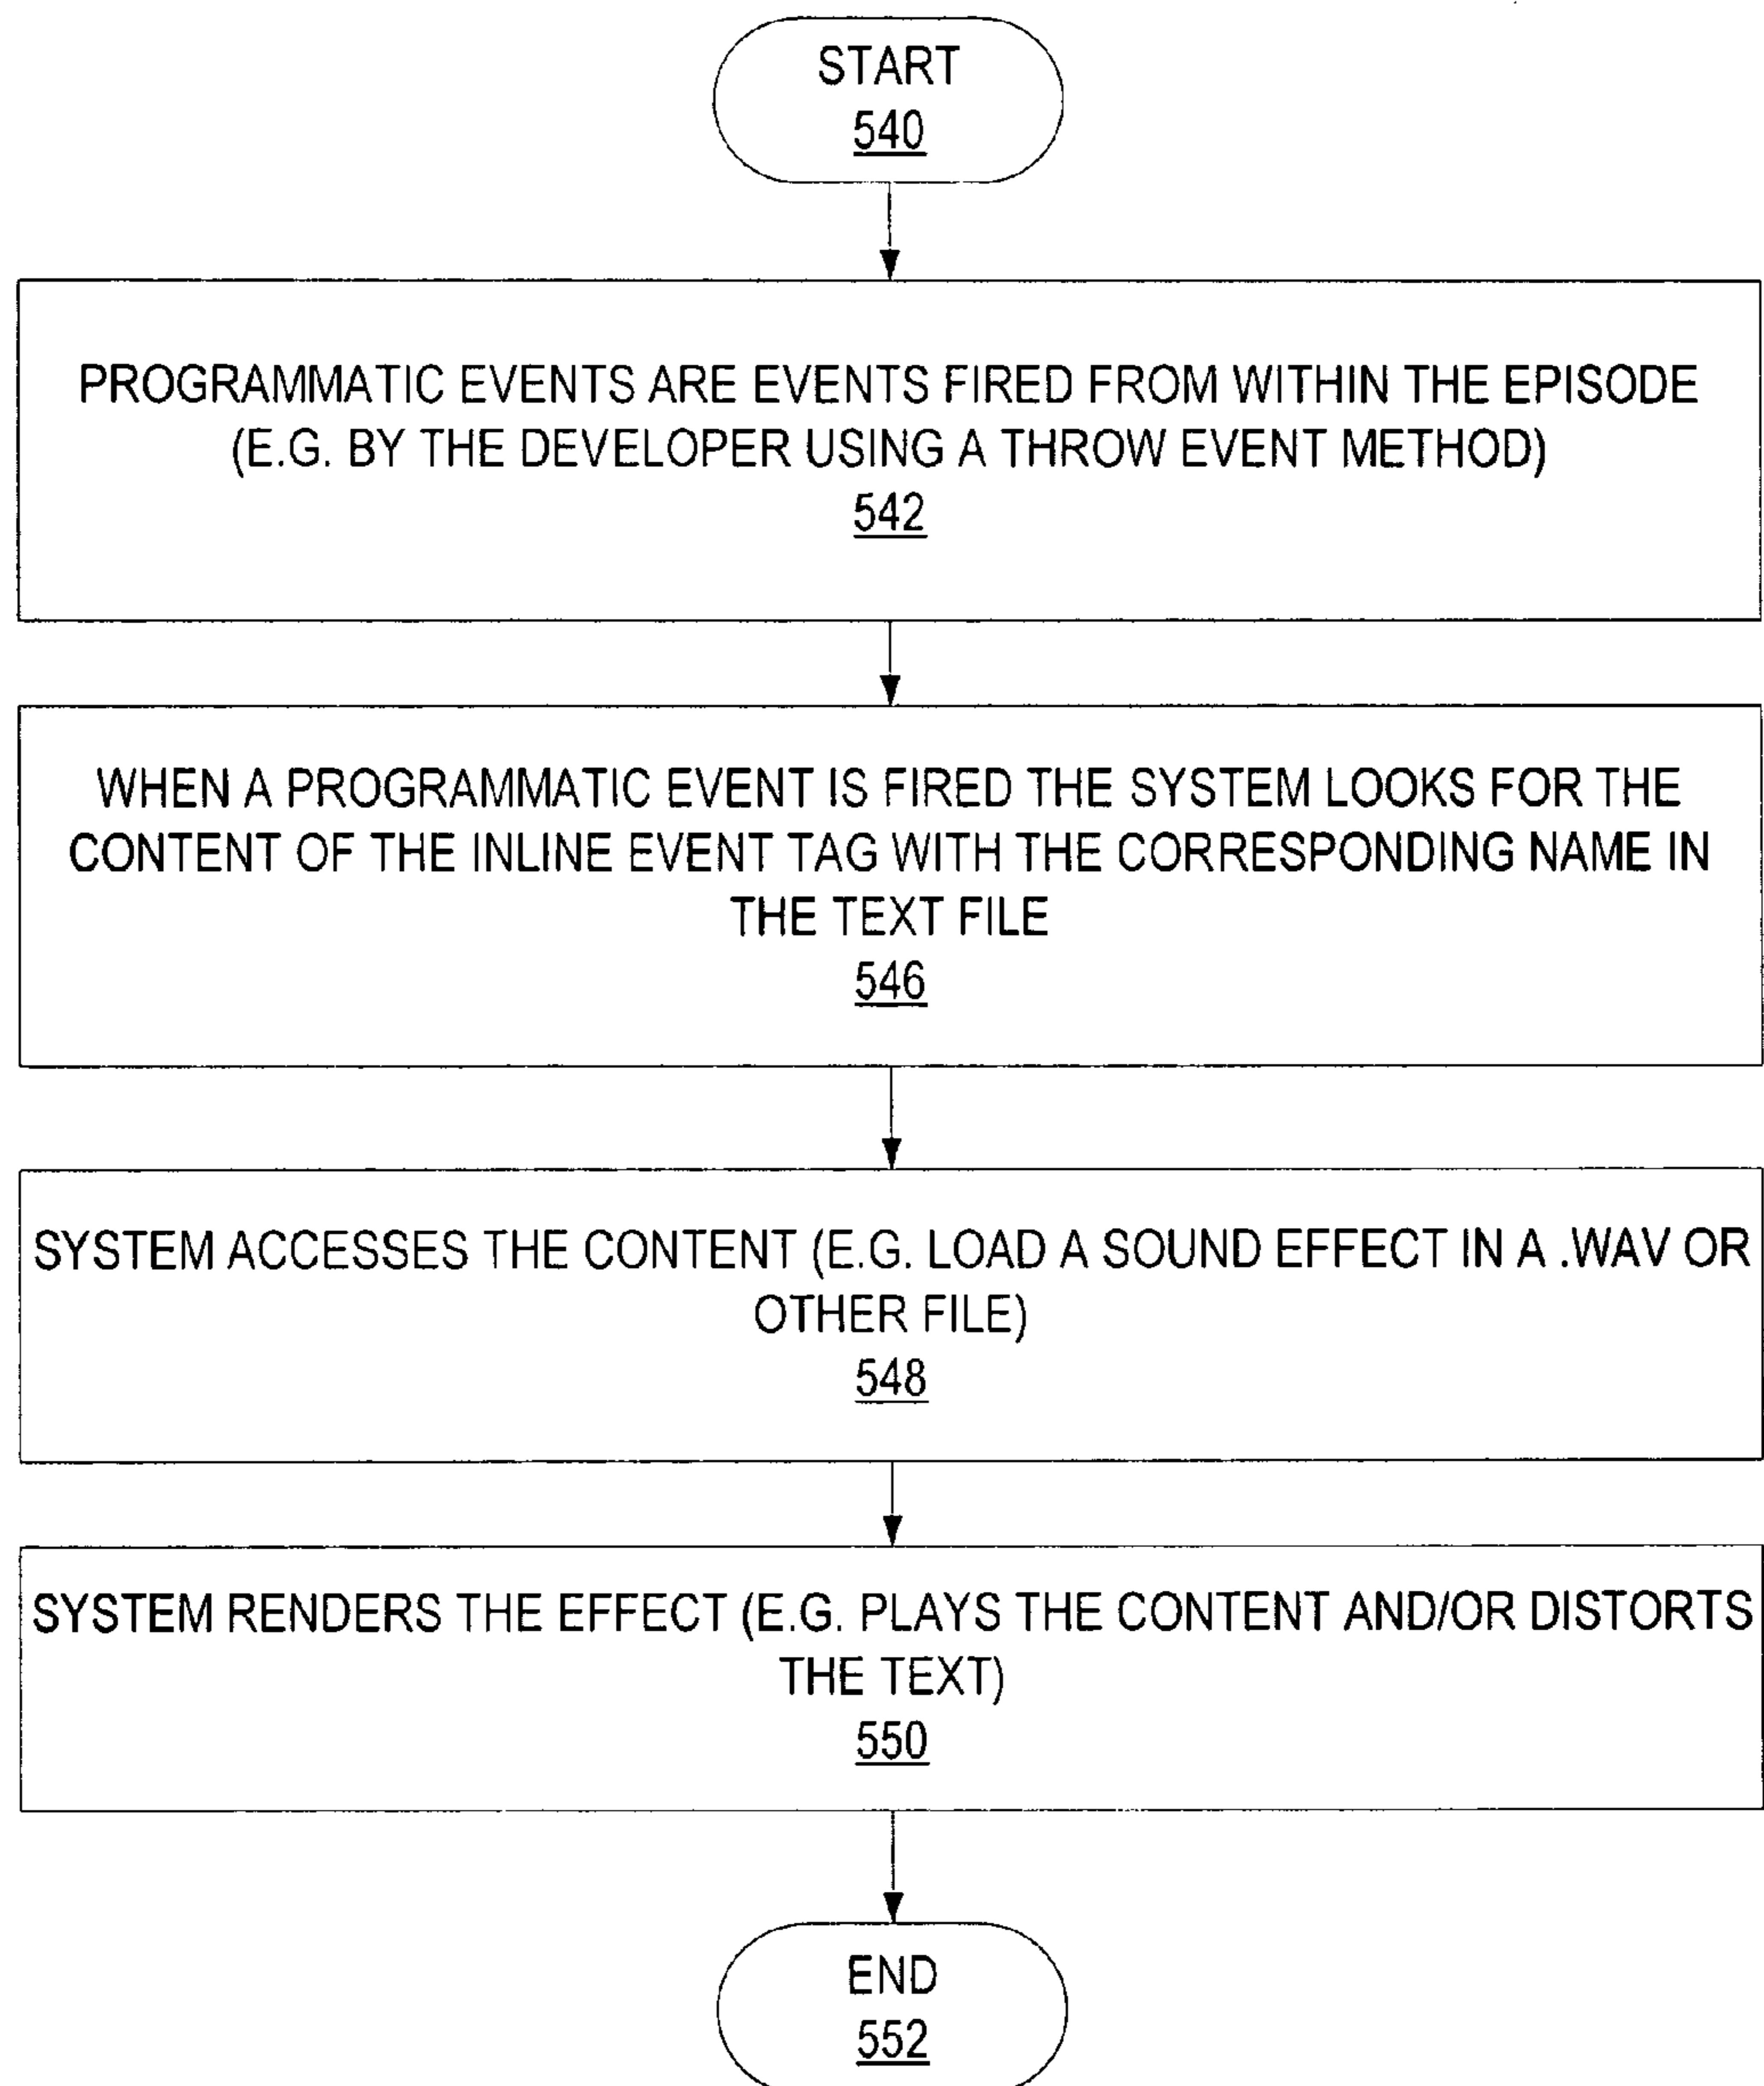 START
540
PROGRAMMATIC EVENTS ARE EVENTS FIRED FROM WITHIN THE EPISODE
(E.G. BY THE DEVELOPER USING A THROW EVENT METHOD)
542
WHEN A PROGRAMMATIC EVENT IS FIRED THE SYSTEM LOOKS FOR THE
CONTENT OF THE INLINE EVENT TAG WITH THE CORRESPONDING NAME IN
THE TEXT FILE
546
SYSTEM ACCESSES THE CONTENT (E.G. LOAD A SOUND EFFECT IN A .WAV OR
OTHER FILE)
548
SYSTEM RENDERS THE EFFECT (E.G. PLAYS THE CONTENT AND/OR DISTORTS
THE TEXT)
550
END
552